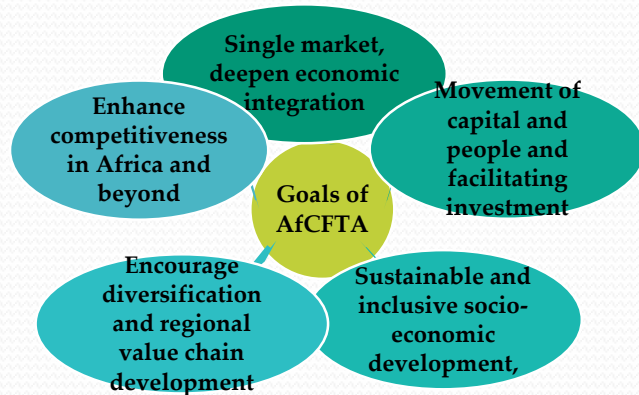 Single market,
deepen economic
integration
Movement of
capital and
people and
facilitating
investment
Sustainable and
inclusive socio-
economic
development,
Encourage
diversification
and regional
value chain
development
Enhance
competitiveness
in Africa and
beyond
Goals of
AfCFTA